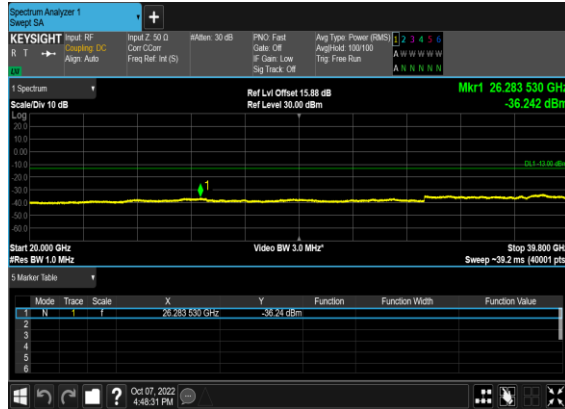 Spectrum Analyzer 1
Swept SA
+
KEYSIGHT Input: RF Input Z: 50 Ω #Atten: 30 dB PNO: Fast Avg Type: Power (RMS) 1 2 3 4 5 6
R T Coupling: DC Corr CCorr Gate: Off Avg|Hold: 100/100 A W W W W W
Align: Auto Freq Ref: Int (S) IF Gain: Low Trig: Free Run
Sig Track: Off A N N N N N
1 Spectrum Ref Lvl Offset 15.88 dB Mkr1 26.283 530 GHz
Scale/Div 10 dB Ref Level 30.00 dBm -36.242 dBm
Log
20.0
10.0
0.00
-10.0 DL1 -13.00 dBm
-20.0
-30.0
1
-40.0
-50.0
-60.0
Start 20.000 GHz Video BW 3.0 MHz* Stop 39.800 GHz
#Res BW 1.0 MHz Sweep ~39.2 ms (40001 pts)
5 Marker Table
Mode Trace Scale X Y Function Function Width Function Value
1 N 1 f 26.283 530 GHz -36.24 dBm
2
3
4
5
6
? Oct 07, 2022
4:48:31 PM